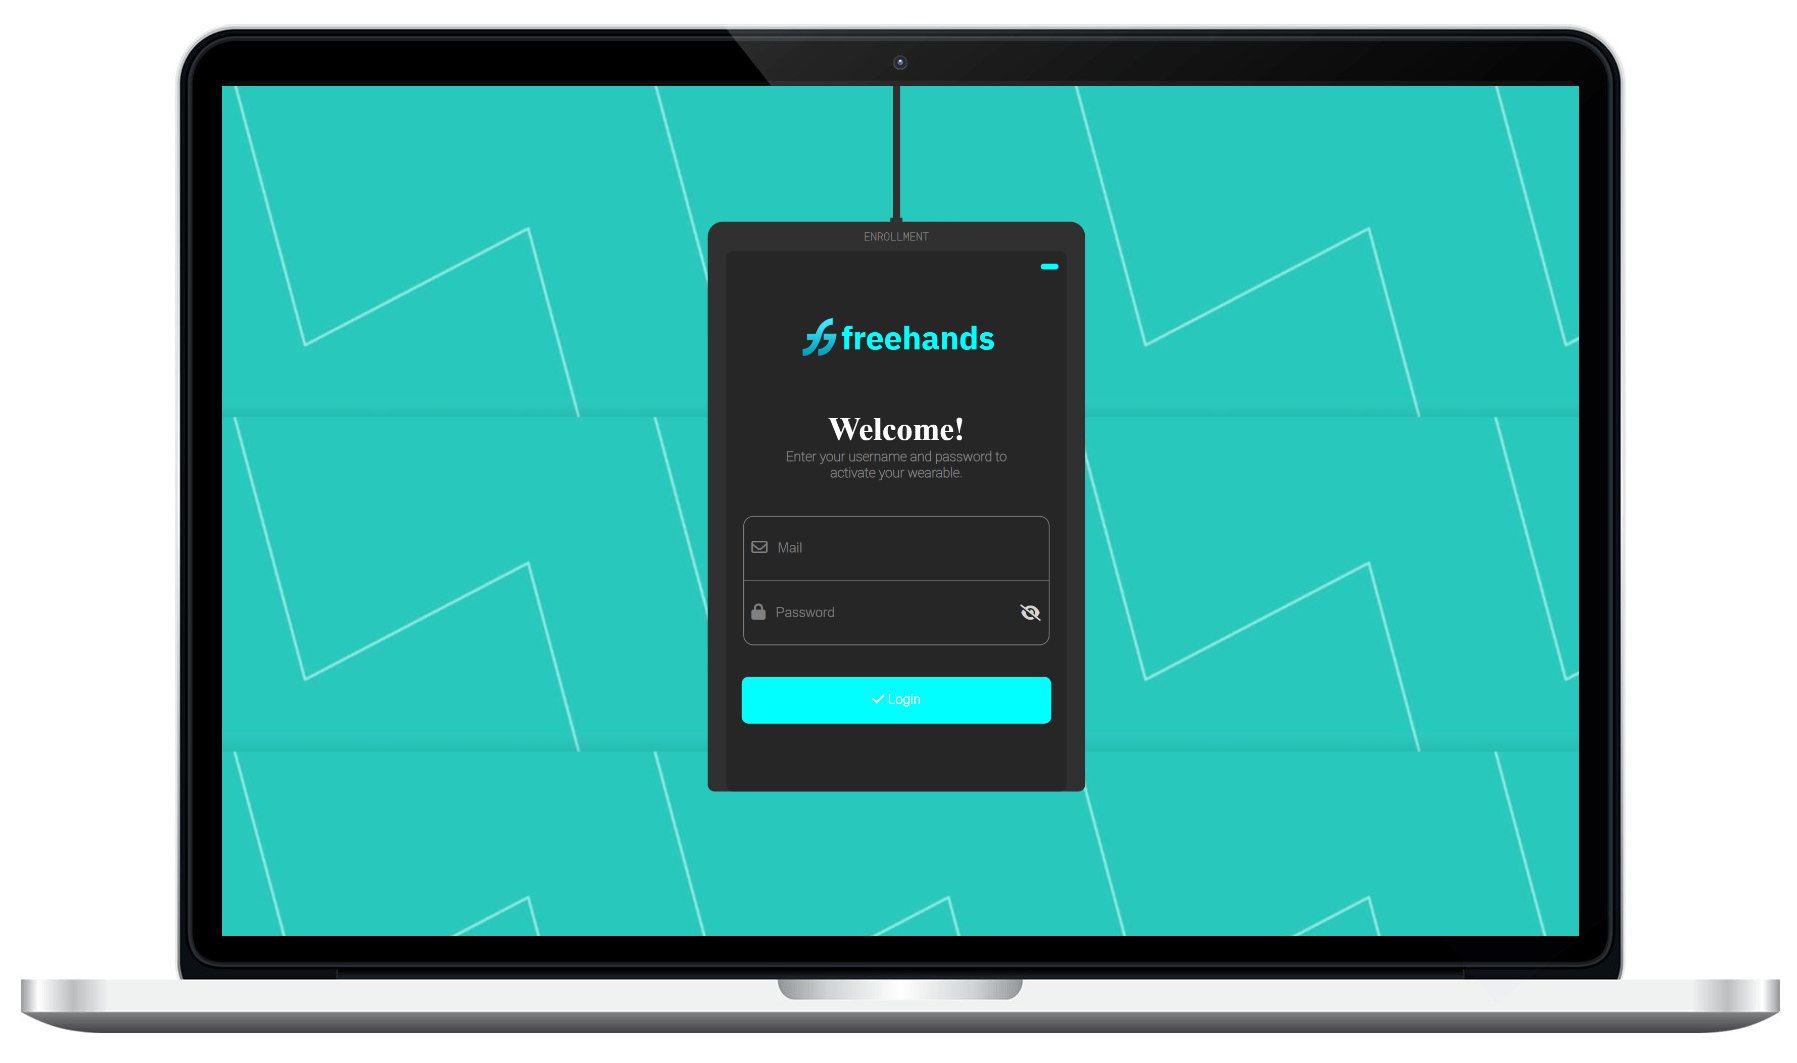 ENROLLMENT
freehands
Welcome!
Enter your username and password to
activate your wearable.
Mail
Password
Login